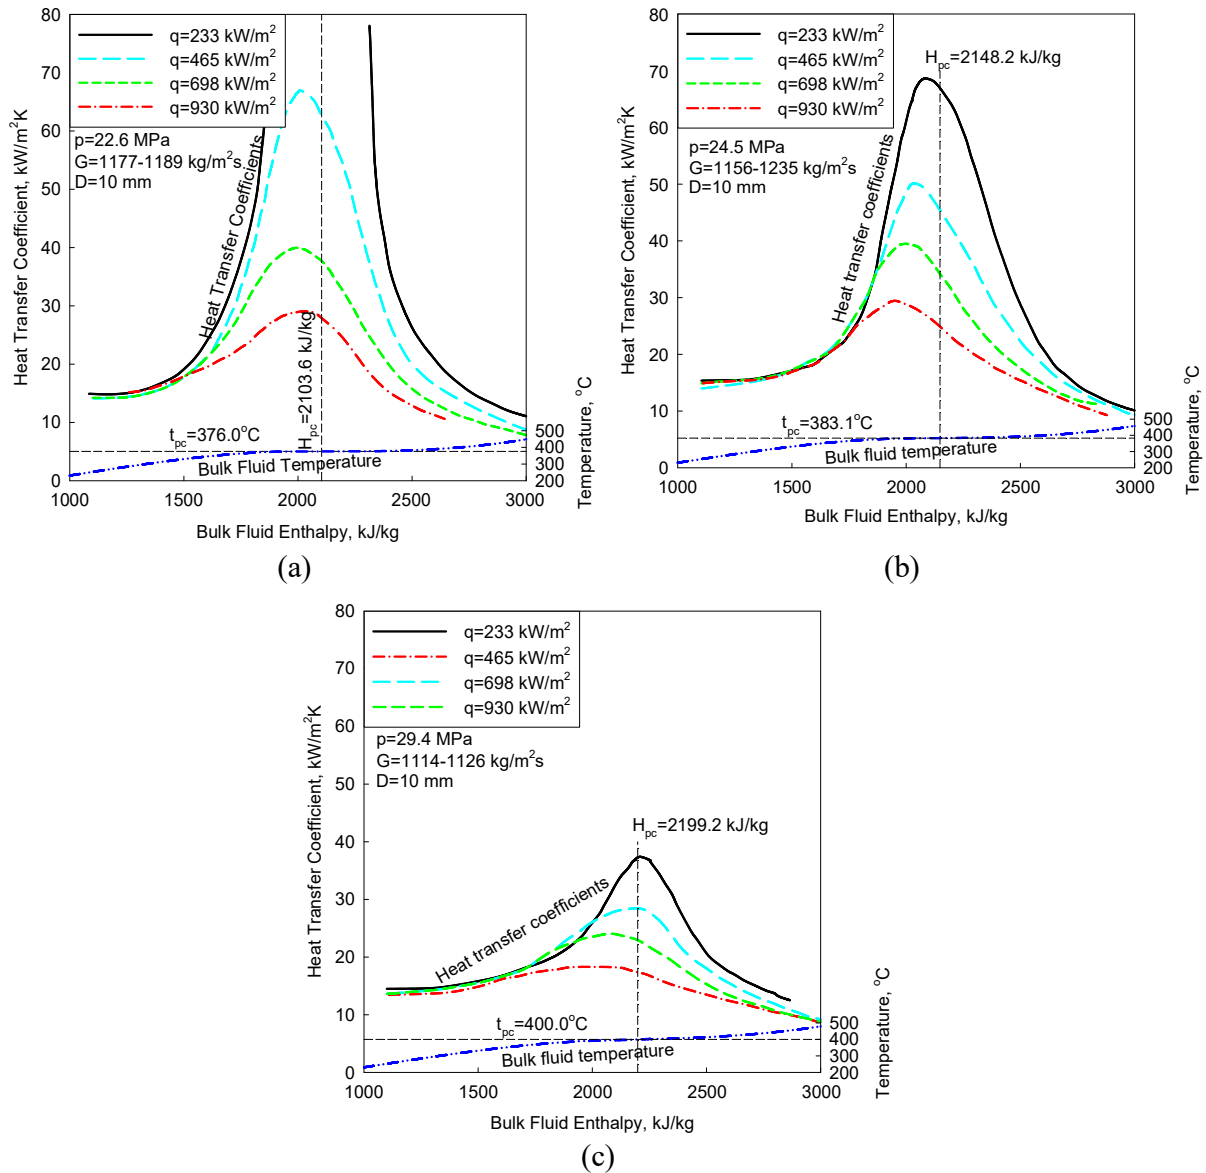 80
70
60
50
40
30
20
10
0
Heat Transfer Coefficient, kW/m²K
q=233 kW/m²
q=465 kW/m²
q=698 kW/m²
q=930 kW/m²
p=22.6 MPa
G=1177-1189 kg/m²s
D=10 mm
Heat Transfer Coefficients
Hpc=2103.6 kJ/kg
tpc=376.0°C
Bulk Fluid Temperature
500
400
300
200
Temperature, °C
1000 1500 2000 2500 3000
Bulk Fluid Enthalpy, kJ/kg
(a)
80
70
60
50
40
30
20
10
0
Heat Transfer Coefficient, kW/m²K
q=233 kW/m²
q=465 kW/m²
q=698 kW/m²
q=930 kW/m²
Hpc=2148.2 kJ/kg
p=24.5 MPa
G=1156-1235 kg/m²s
D=10 mm
Heat transfer coefficients
tpc=383.1°C
Bulk fluid temperature
500
400
300
200
Temperature, °C
1000 1500 2000 2500 3000
Bulk Fluid Enthalpy, kJ/kg
(b)
80
70
60
50
40
30
20
10
0
Heat Transfer Coefficient, kW/m²K
q=233 kW/m²
q=465 kW/m²
q=698 kW/m²
q=930 kW/m²
p=29.4 MPa
G=1114-1126 kg/m²s
D=10 mm
Hpc=2199.2 kJ/kg
Heat transfer coefficients
tpc=400.0°C
Bulk fluid temperature
500
400
300
200
Temperature, °C
1000 1500 2000 2500 3000
Bulk Fluid Enthalpy, kJ/kg
(c)